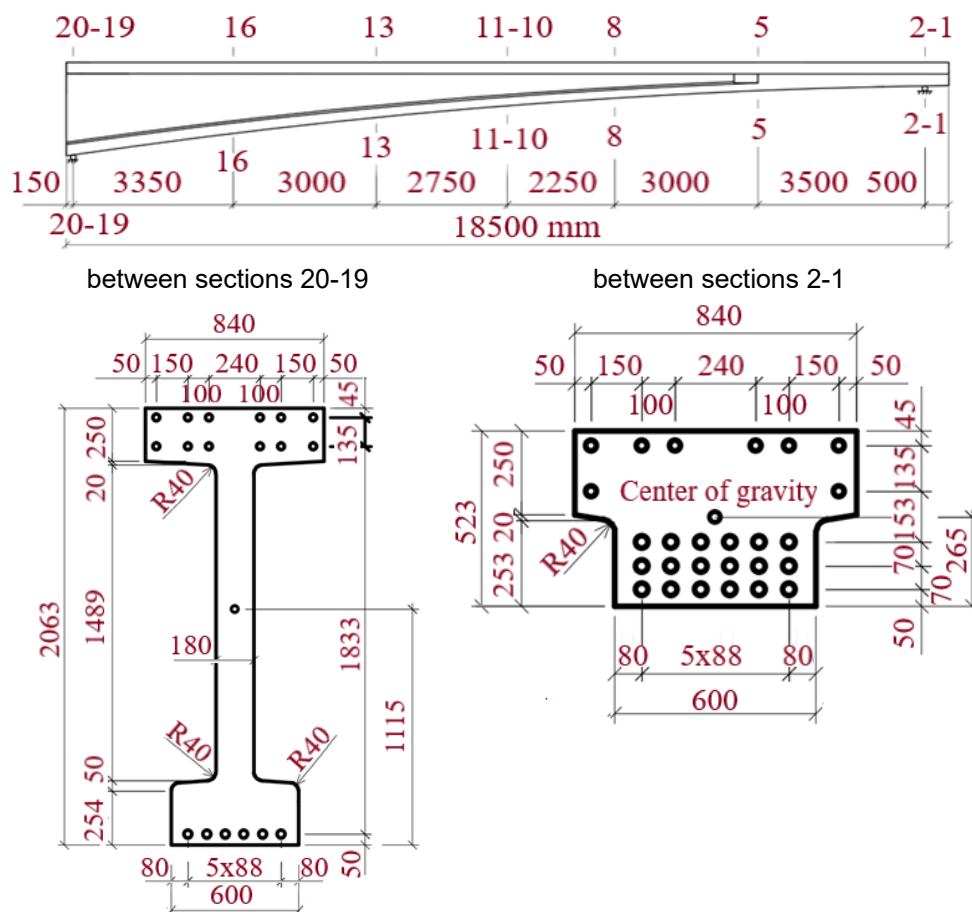 20-19 16 13 11-10 8 5 2-1
16 13 11-10 8 5 2-1
150 3350 3000 2750 2250 3000 3500 500
20-19
18500 mm
between sections 20-19
840
50 150 240 150 50
100 100
45
135
250
20
R40
2063
1489
180
1833
1115
R40
R40
50
254
50
80 5x88 80
600
between sections 2-1
840
50 150 240 150 50
100 100
45
135
250
Center of gravity
523
20
R40
253
153
265
70
70
50
80 5x88 80
600